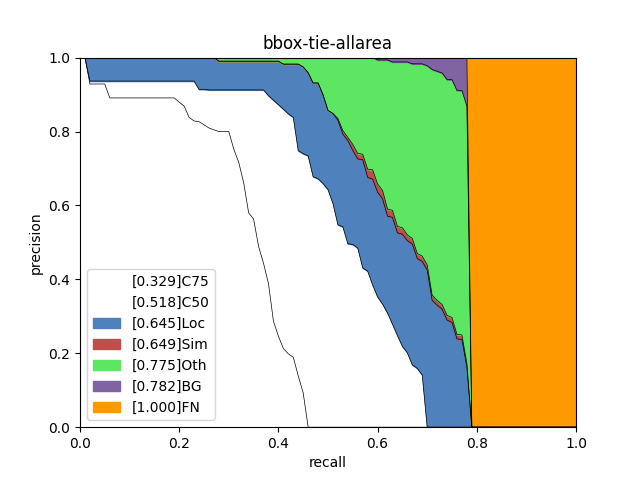 bbox-tie-allarea
precision
1.0
0.8
0.6
0.4
0.2
0.0
[0.329]C75
[0.518]C50
[0.645]Loc
[0.649]Sim
[0.775]Oth
[0.782]BG
[1.000]FN
0.0 0.2 0.4 0.6 0.8 1.0
recall